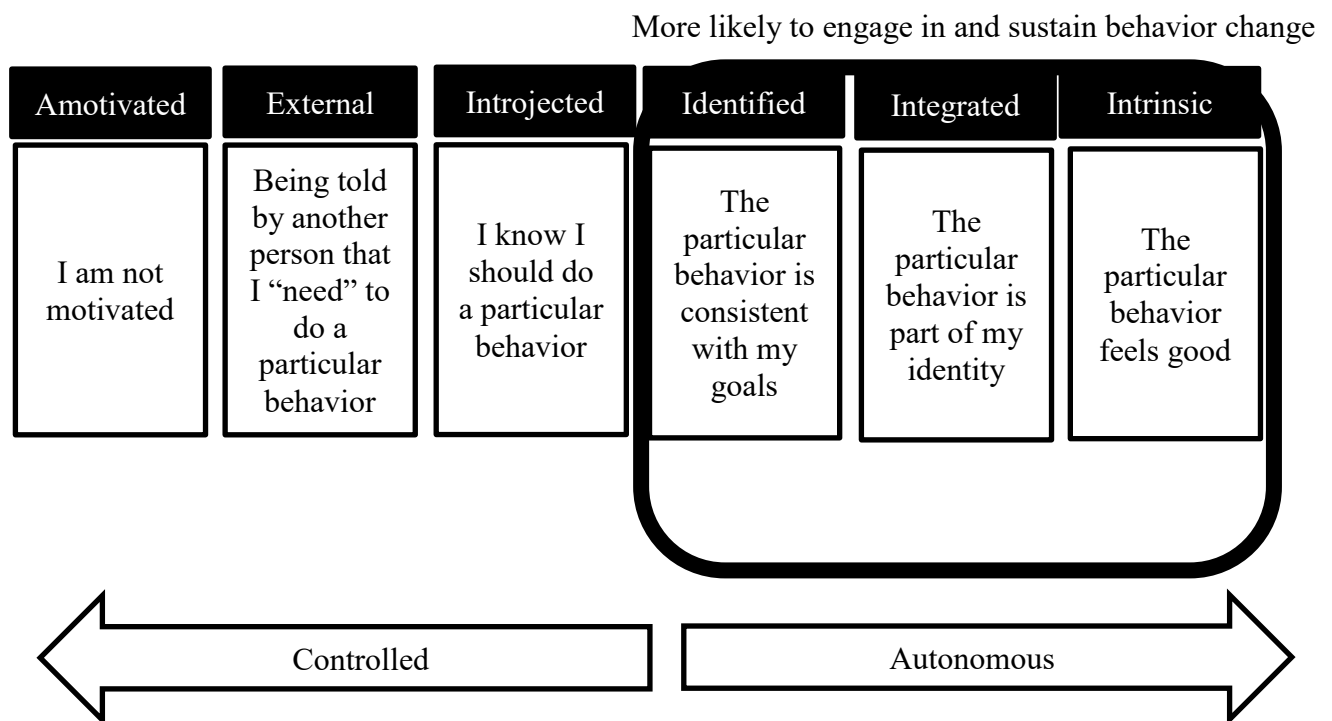 More likely to engage in and sustain behavior change
Amotivated
External
Introjected
Identified
Integrated
Intrinsic
I am not
motivated
Being told
by another
person that
I “need” to
do a
particular
behavior
I know I
should do
a particular
behavior
The
particular
behavior is
consistent
with my
goals
The
particular
behavior is
part of my
identity
The
particular
behavior
feels good
Controlled
Autonomous